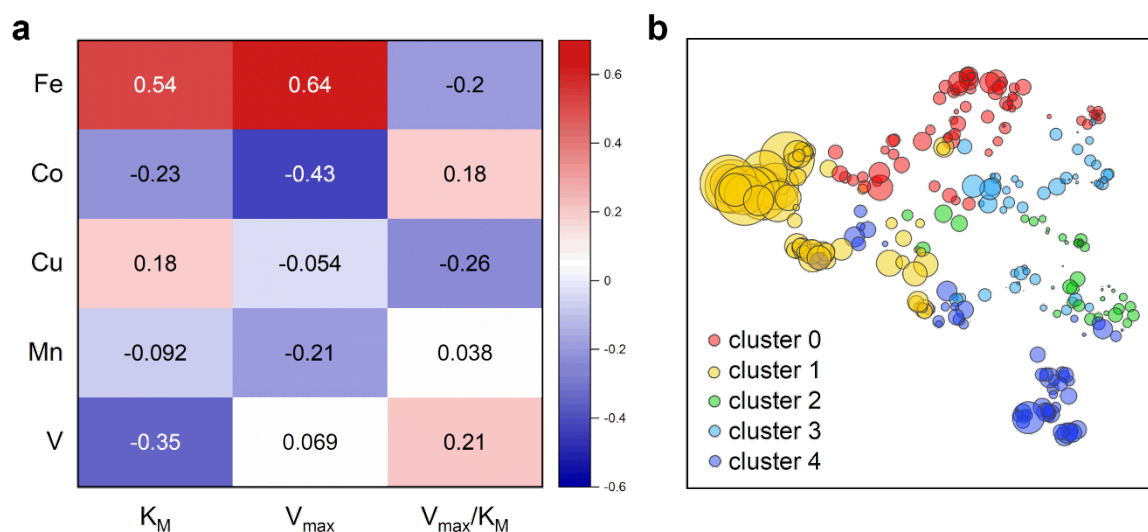 a
b
Fe 0.54 0.64 -0.2
Co -0.23 -0.43 0.18
Cu 0.18 -0.054 -0.26
Mn -0.092 -0.21 0.038
V -0.35 0.069 0.21
K_M V_max V_max/K_M
0.6
0.4
0.2
0
-0.2
-0.4
-0.6
cluster 0
cluster 1
cluster 2
cluster 3
cluster 4